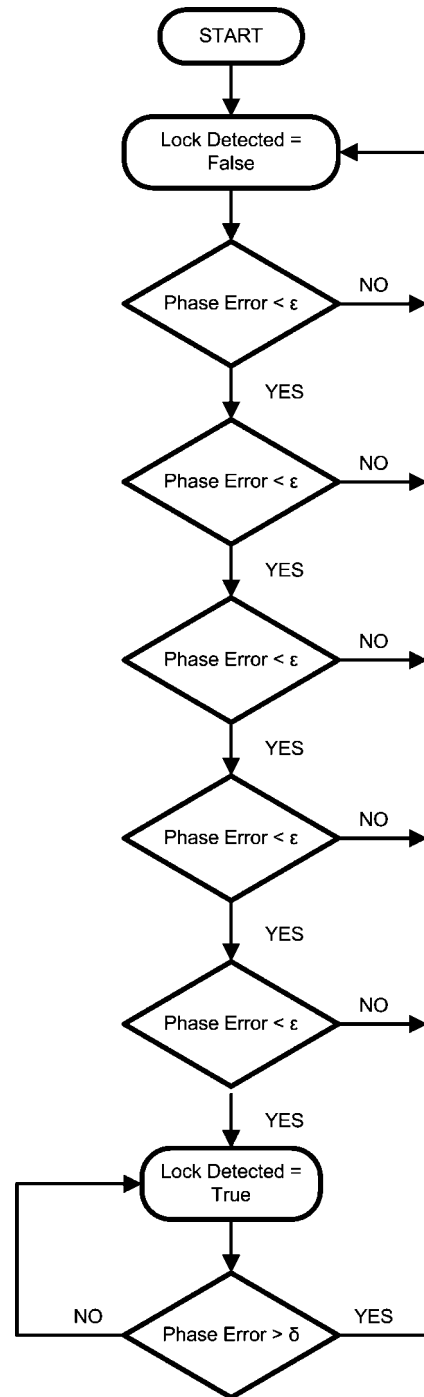 START
Lock Detected =
False
Phase Error < ε
NO
YES
Phase Error < ε
NO
YES
Phase Error < ε
NO
YES
Phase Error < ε
NO
YES
Phase Error < ε
NO
YES
Lock Detected =
True
NO
Phase Error > δ
YES